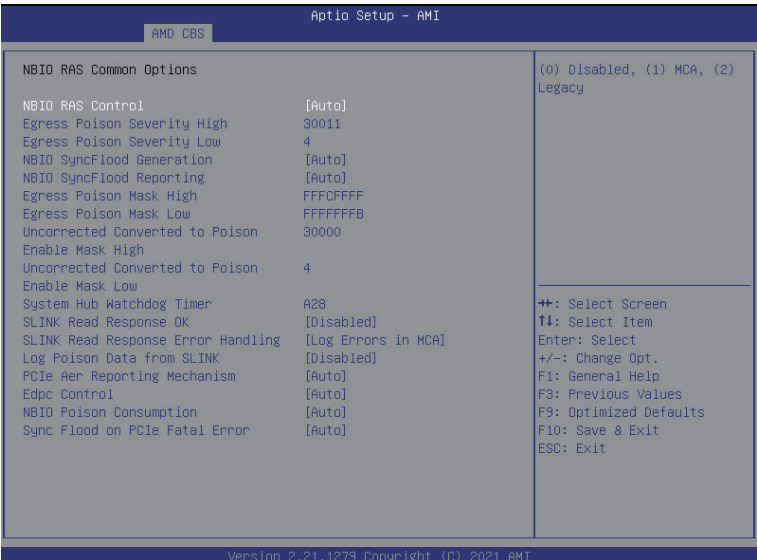 Aptio Setup – AMI
AMD CBS
NBIO RAS Common Options
NBIO RAS Control [Auto]
Egress Poison Severity High 30011
Egress Poison Severity Low 4
NBIO SyncFlood Generation [Auto]
NBIO SyncFlood Reporting [Auto]
Egress Poison Mask High FFFCFFFF
Egress Poison Mask Low FFFFFFFB
Uncorrected Converted to Poison 30000
Enable Mask High
Uncorrected Converted to Poison 4
Enable Mask Low
System Hub Watchdog Timer A28
SLINK Read Response OK [Disabled]
SLINK Read Response Error Handling [Log Errors in MCA]
Log Poison Data from SLINK [Disabled]
PCIe Aer Reporting Mechanism [Auto]
Edpc Control [Auto]
NBIO Poison Consumption [Auto]
Sync Flood on PCIe Fatal Error [Auto]
(0) Disabled, (1) MCA, (2)
Legacy
→←: Select Screen
↑↓: Select Item
Enter: Select
+/-: Change Opt.
F1: General Help
F3: Previous Values
F9: Optimized Defaults
F10: Save & Exit
ESC: Exit
Version 2.21.1279 Copyright (C) 2021 AMI